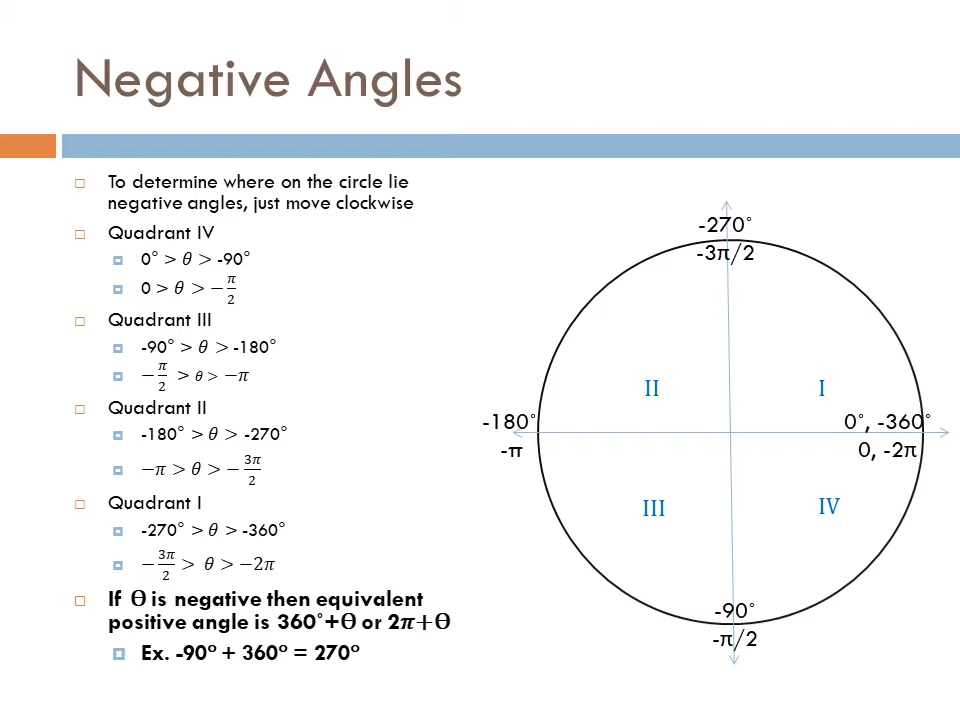 Negative Angles
To determine where on the circle lie
negative angles, just move clockwise
Quadrant IV
0° > 𝜃 > -90°
0 > 𝜃 > −π/2
Quadrant III
-90° > 𝜃 > -180°
−π/2 > 𝜃 > −π
Quadrant II
-180° > 𝜃 > -270°
−π > 𝜃 > −3π/2
Quadrant I
-270° > 𝜃 > -360°
−3π/2 > 𝜃 > −2π
If ϴ is negative then equivalent
positive angle is 360˚+ϴ or 2π+ϴ
Ex. -90º + 360º = 270º
-270˚
-3π/2
II
I
-180˚
-π
0˚, -360˚
0, -2π
III
IV
-90˚
-π/2